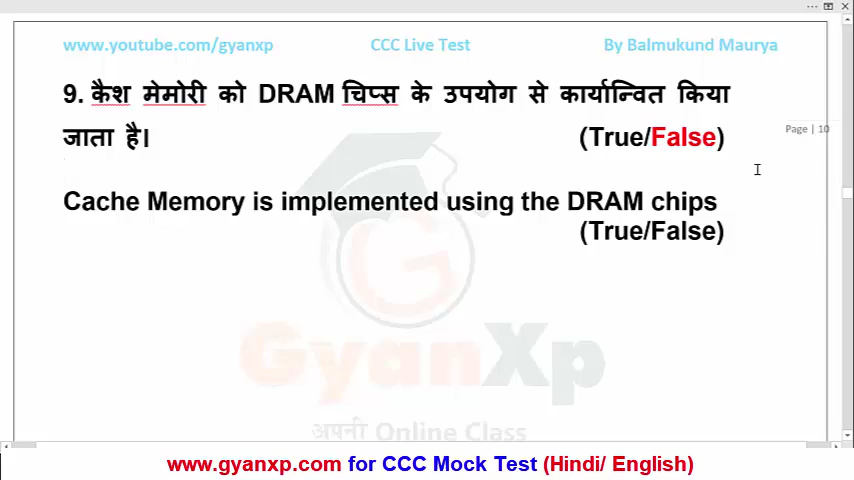 www.youtube.com/gyanxp CCC Live Test By Balmukund Maurya
9. कैश मेमोरी को DRAM चिप्स के उपयोग से कार्यान्वित किया
जाता है। (True/False)
Page | 10
Cache Memory is implemented using the DRAM chips
(True/False)
G
GyanXp
अपनी Online Class
www.gyanxp.com for CCC Mock Test (Hindi/ English)